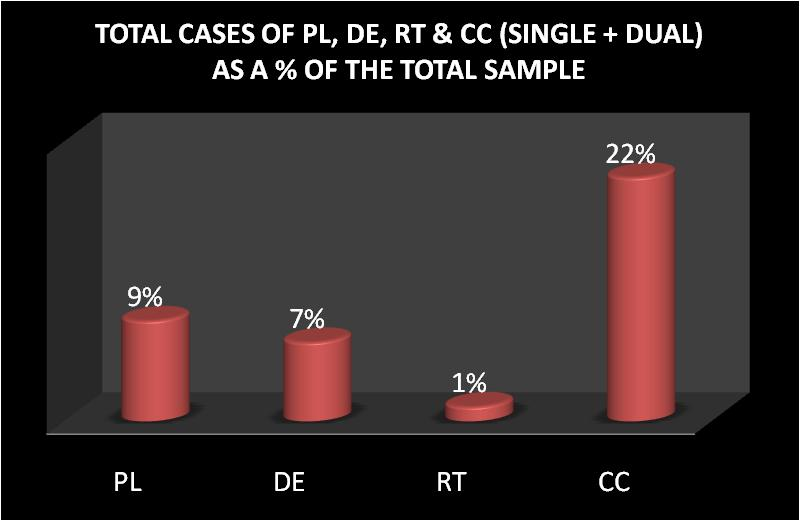 TOTAL CASES OF PL, DE, RT & CC (SINGLE + DUAL)
AS A % OF THE TOTAL SAMPLE
9%
7%
1%
22%
PL
DE
RT
CC